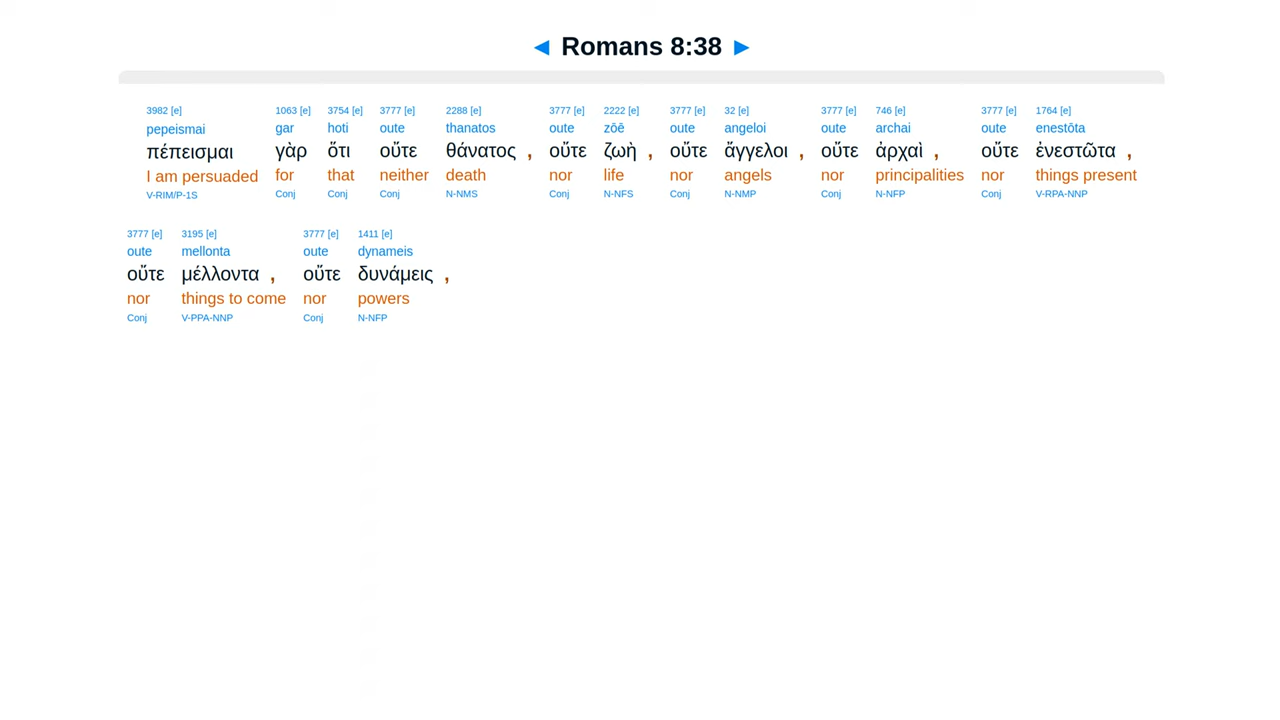 ◄ Romans 8:38 ►
3982 [e] 1063 [e] 3754 [e] 3777 [e] 2288 [e] 3777 [e] 2222 [e] 3777 [e] 32 [e] 3777 [e] 746 [e] 3777 [e] 1764 [e]
pepeismai gar hoti oute thanatos oute zōē oute angeloi oute archai oute enestōta
πέπεισμαι γὰρ ὅτι οὔτε θάνατος , οὔτε ζωὴ , οὔτε ἄγγελοι , οὔτε ἀρχαὶ , οὔτε ἐνεστῶτα ,
I am persuaded for that neither death nor life nor angels nor principalities nor things present
V-RIM/P-1S Conj Conj Conj N-NMS Conj N-NFS Conj N-NMP Conj N-NFP Conj V-RPA-NNP
3777 [e] 3195 [e] 3777 [e] 1411 [e]
oute mellonta oute dynameis
οὔτε μέλλοντα , οὔτε δυνάμεις ,
nor things to come nor powers
Conj V-PPA-NNP Conj N-NFP